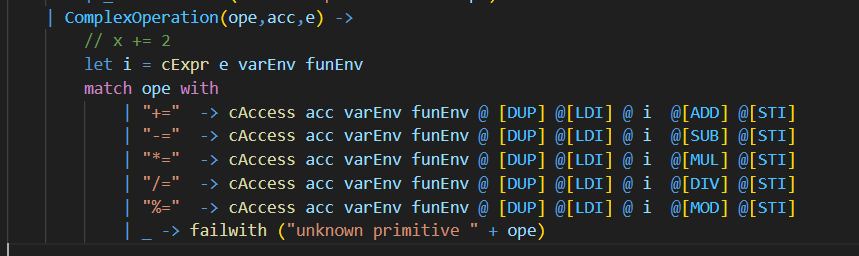 | ComplexOperation(ope,acc,e) ->
// x += 2
let i = cExpr e varEnv funEnv
match ope with
| "+=" -> cAccess acc varEnv funEnv @ [DUP] @[LDI] @ i @[ADD] @[STI]
| "-=" -> cAccess acc varEnv funEnv @ [DUP] @[LDI] @ i @[SUB] @[STI]
| "*=" -> cAccess acc varEnv funEnv @ [DUP] @[LDI] @ i @[MUL] @[STI]
| "/=" -> cAccess acc varEnv funEnv @ [DUP] @[LDI] @ i @[DIV] @[STI]
| "%=" -> cAccess acc varEnv funEnv @ [DUP] @[LDI] @ i @[MOD] @[STI]
| _ -> failwith ("unknown primitive " + ope)